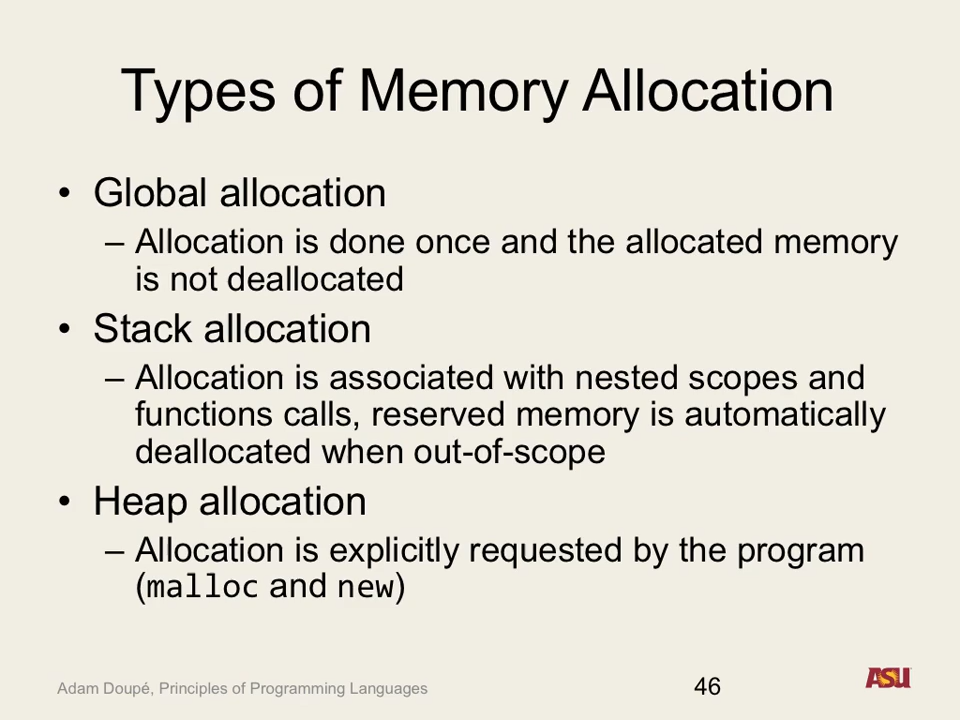 Types of Memory Allocation
• Global allocation
– Allocation is done once and the allocated memory
is not deallocated
• Stack allocation
– Allocation is associated with nested scopes and
functions calls, reserved memory is automatically
deallocated when out-of-scope
• Heap allocation
– Allocation is explicitly requested by the program
(malloc and new)
Adam Doupé, Principles of Programming Languages
46
ASU